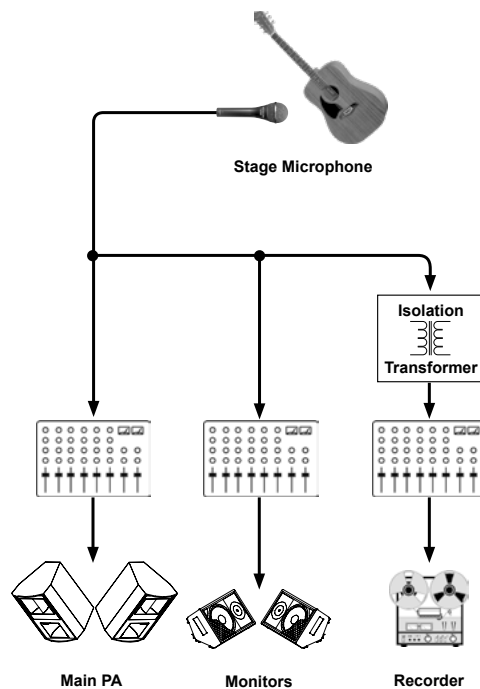 Stage Microphone
Isolation
Transformer
Main PA
Monitors
Recorder